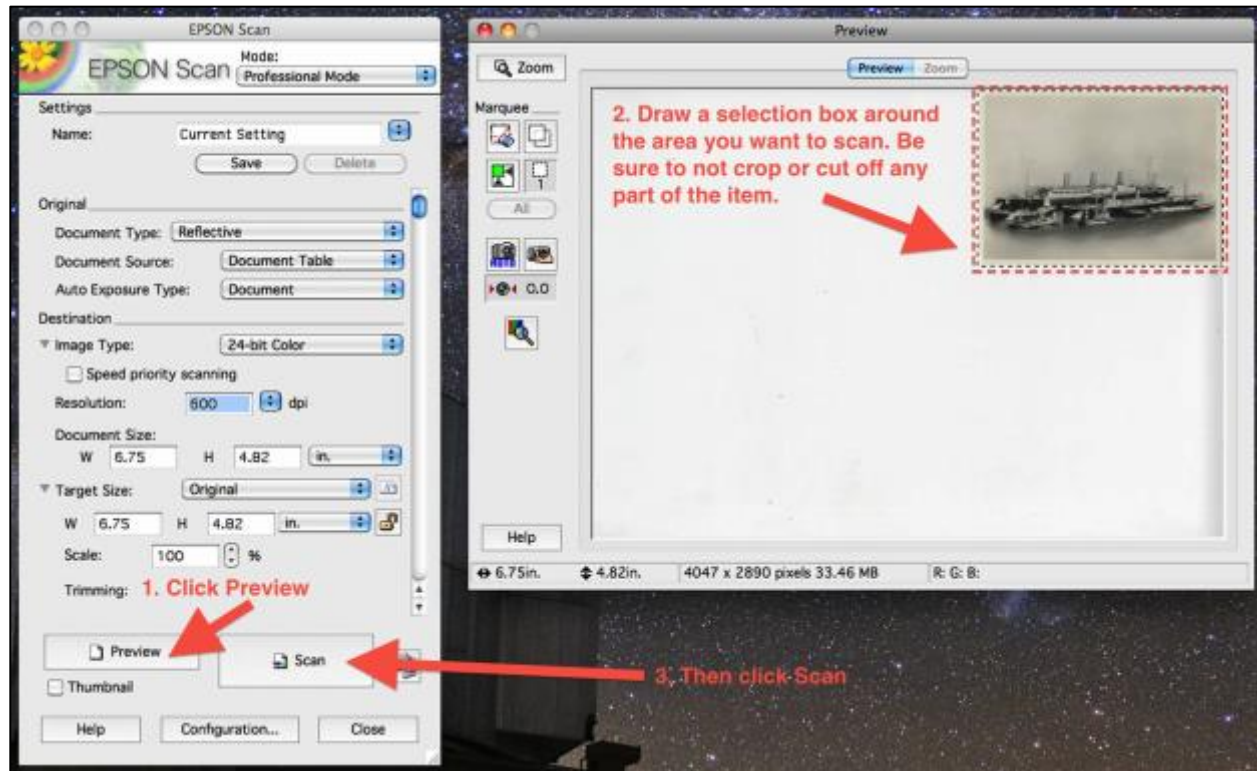 EPSON Scan
EPSON Scan
Mode:
Professional Mode
Settings
Name: Current Setting
Save Delete
Original
Document Type: Reflective
Document Source: Document Table
Auto Exposure Type: Document
Destination
Image Type: 24-bit Color
Speed priority scanning
Resolution: 600 dpi
Document Size:
W 6.75 H 4.82 in.
Target Size: Original
W 6.75 H 4.82 in.
Scale: 100 %
Trimming:
1. Click Preview
Preview
Scan
Thumbnail
Help Configuration... Close
Preview
Zoom
Preview Zoom
Marquee
1
All
0.0
Help
2. Draw a selection box around
the area you want to scan. Be
sure to not crop or cut off any
part of the item.
6.75in. 4.82in. 4047 x 2890 pixels 33.46 MB R: G: B:
3. Then click Scan